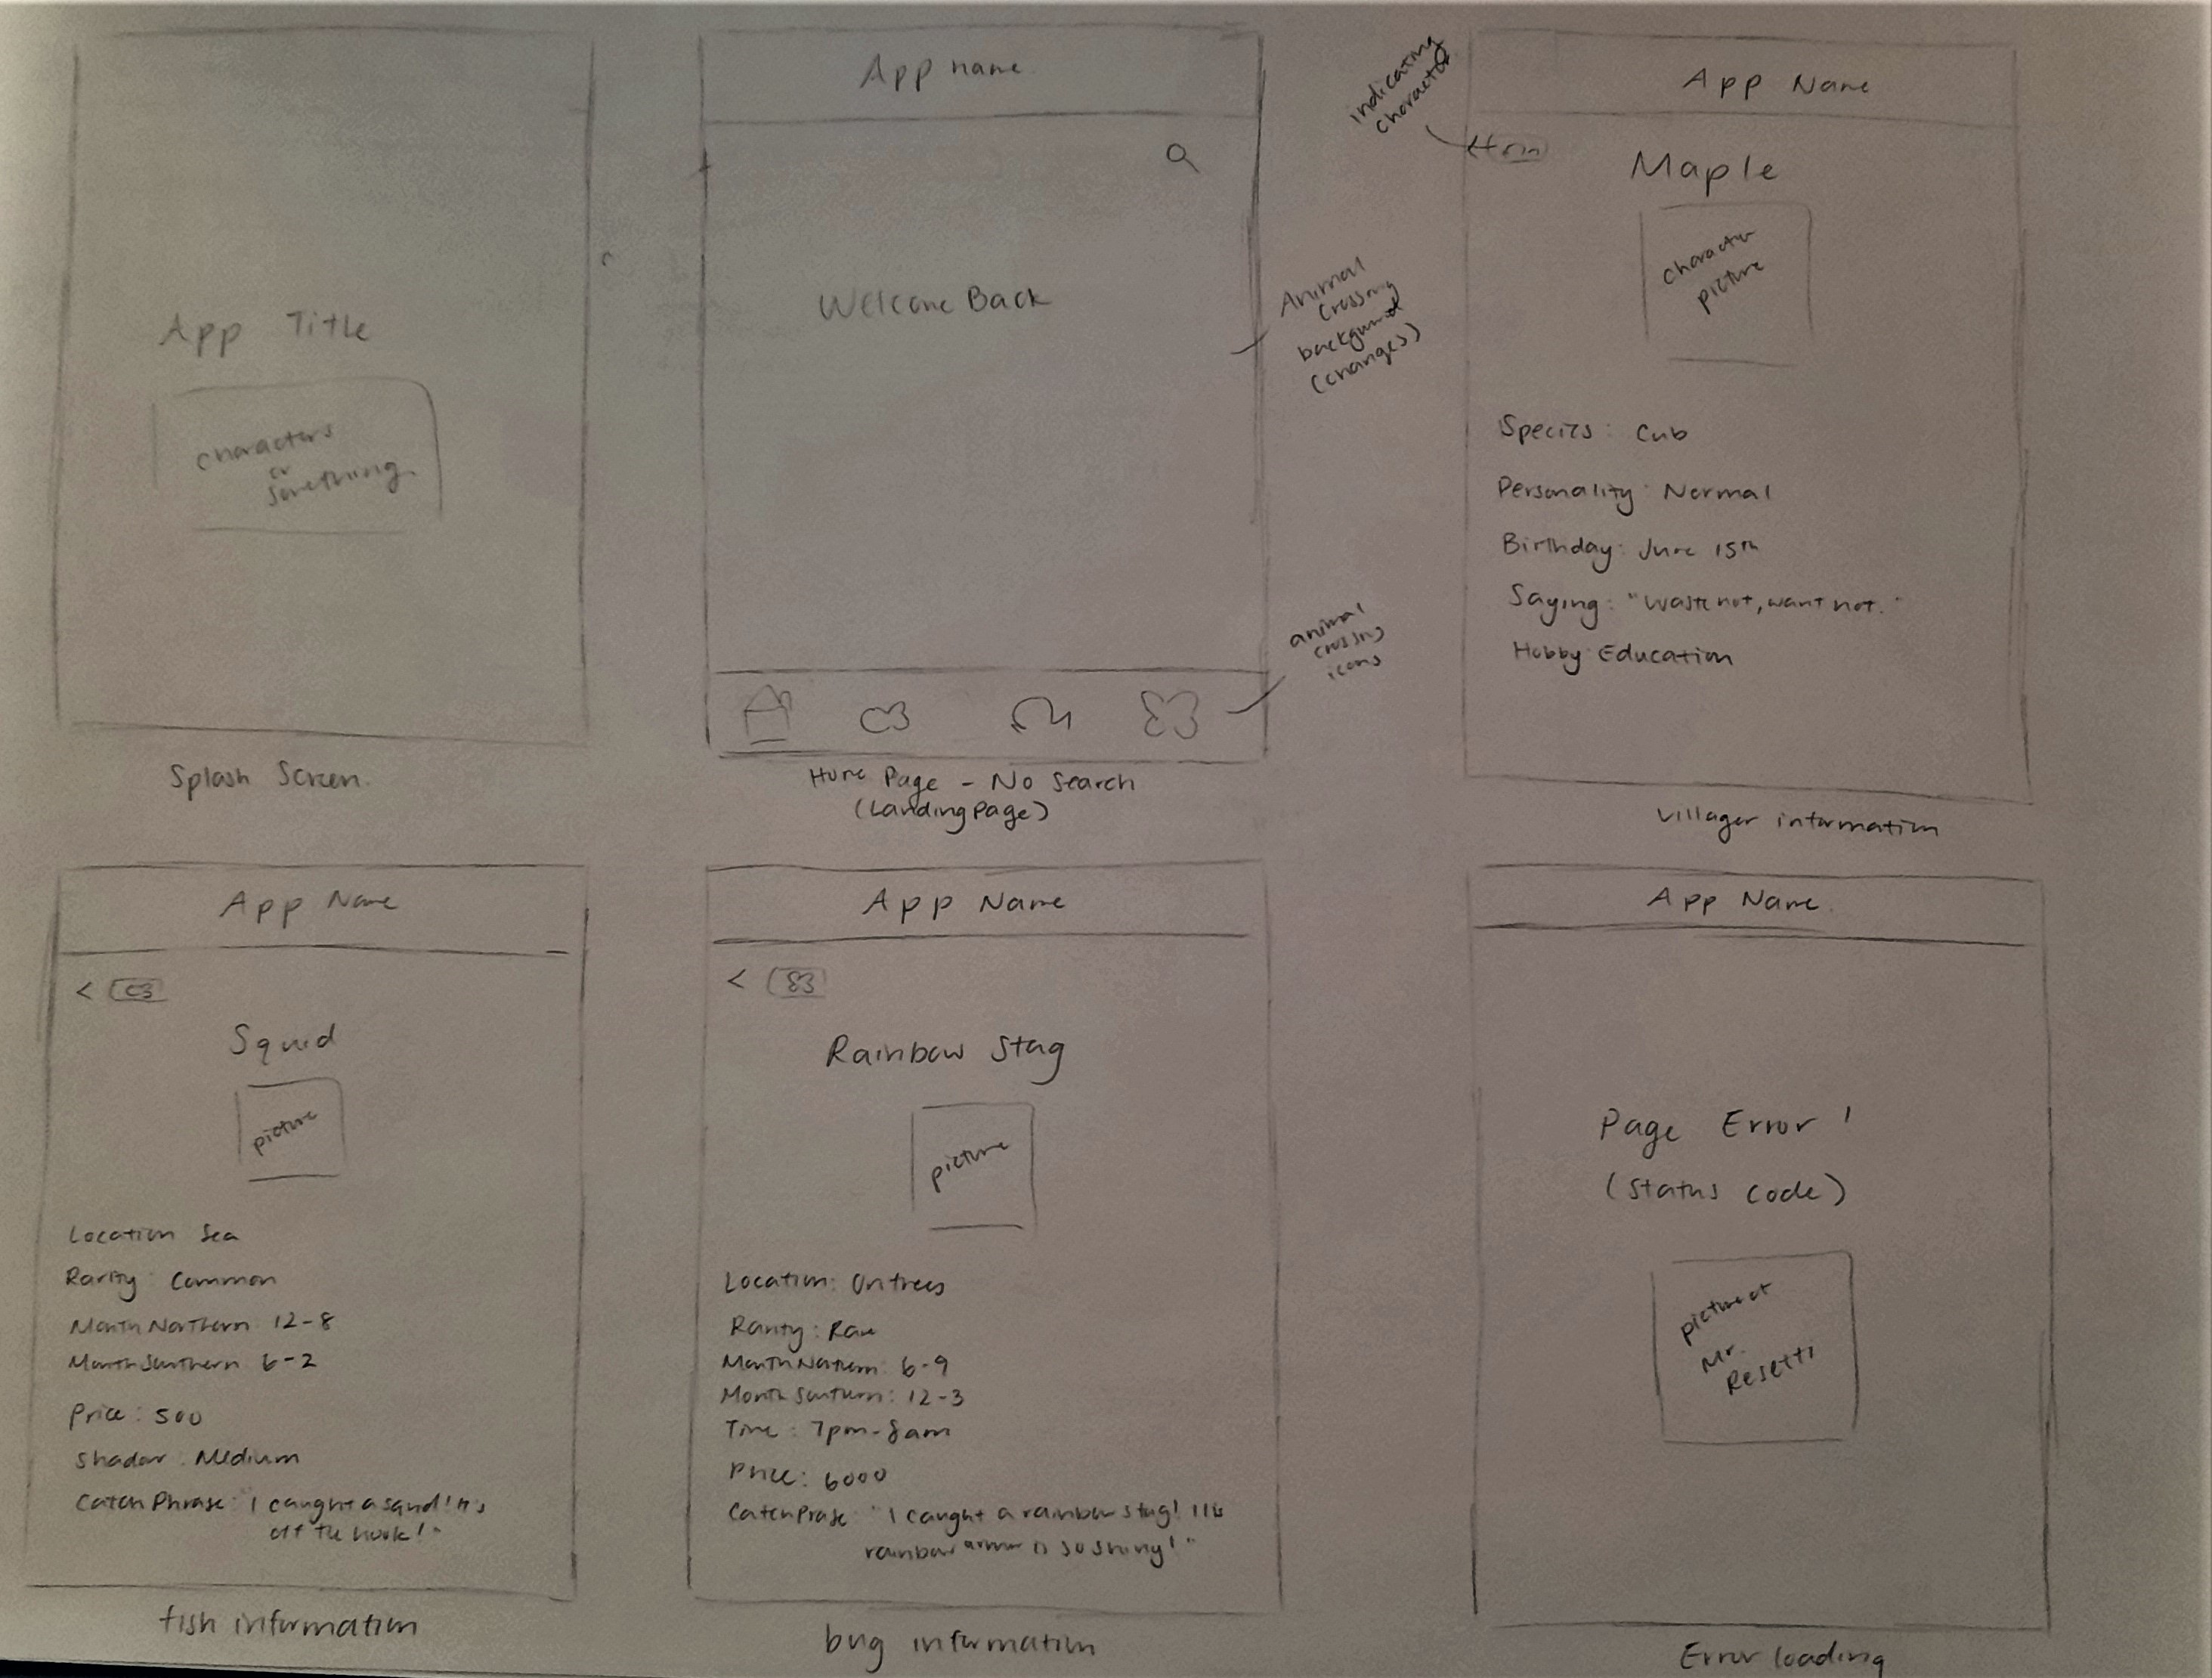 App Title
characters
or
something
Splash Screen
App name
Welcome Back
Animal
Crossing
background
(changes)
animal
crossing
icons
Home Page - No Search
(Landing Page)
indicating
character
App Name
Maple
character
picture
Species: Cub
Personality: Normal
Birthday: June 15th
Saying: "Waste not, want not."
Hobby: Education
Villager information
App Name
<
Squid
picture
Location Sea
Rarity: Common
Month Northern 12-8
Month Southern 6-2
Price: 500
Shadow: Medium
Catch Phrase: "I caught a squid! It's
off the hook!"
fish information
App Name
<
Rainbow Stag
picture
Location: On trees
Rarity: Rare
Month Northern: 6-9
Month Southern: 12-3
Time: 7pm-8am
Price: 6000
Catch Prase "I caught a rainbow stag! Its
rainbow armor is so shiny!"
bug information
App Name
Page Error!
(status code)
picture of
Mr.
Resetti
Error loading